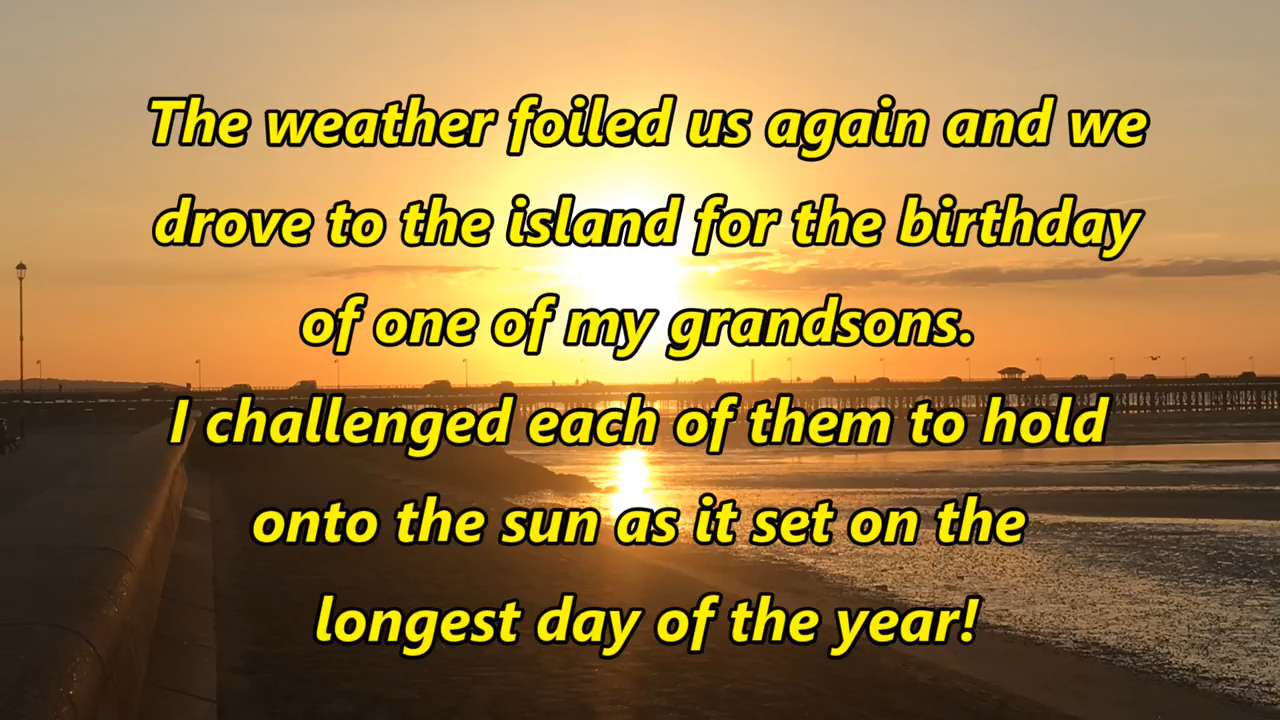 The weather foiled us again and we
drove to the island for the birthday
of one of my grandsons.
I challenged each of them to hold
onto the sun as it set on the
longest day of the year!